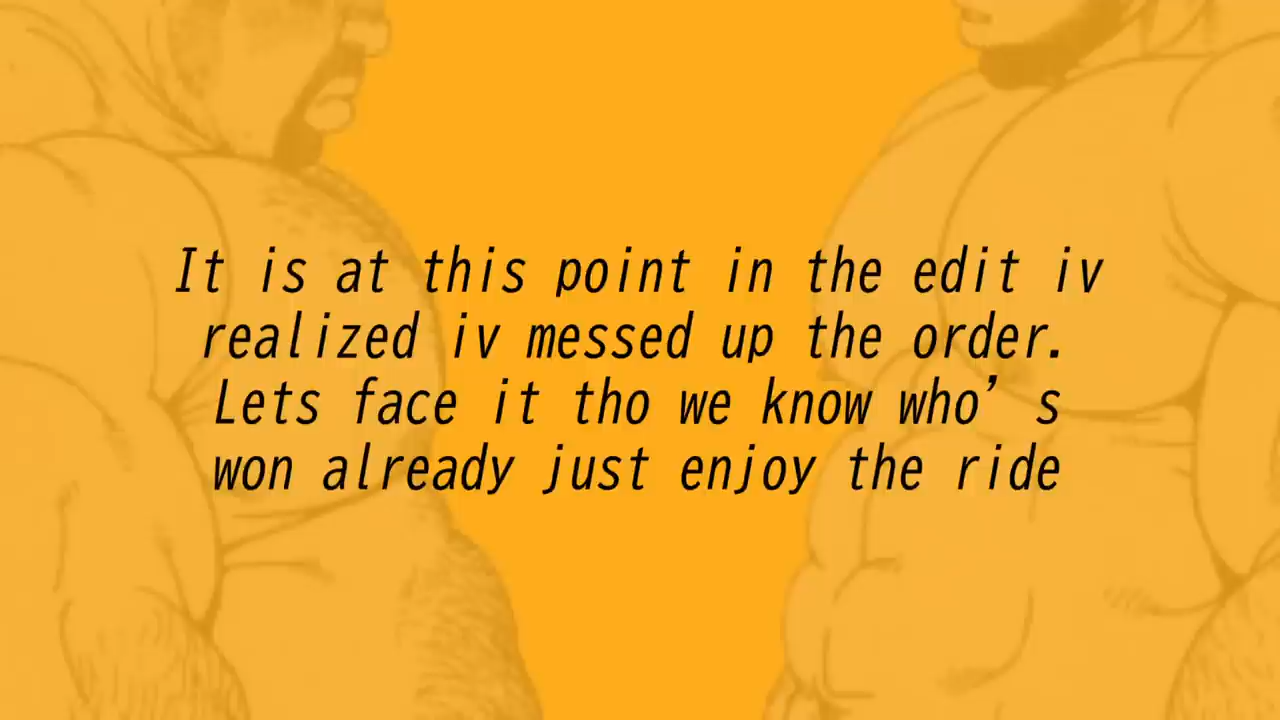 It is at this point in the edit iv
realized iv messed up the order.
Lets face it tho we know who’s
won already just enjoy the ride